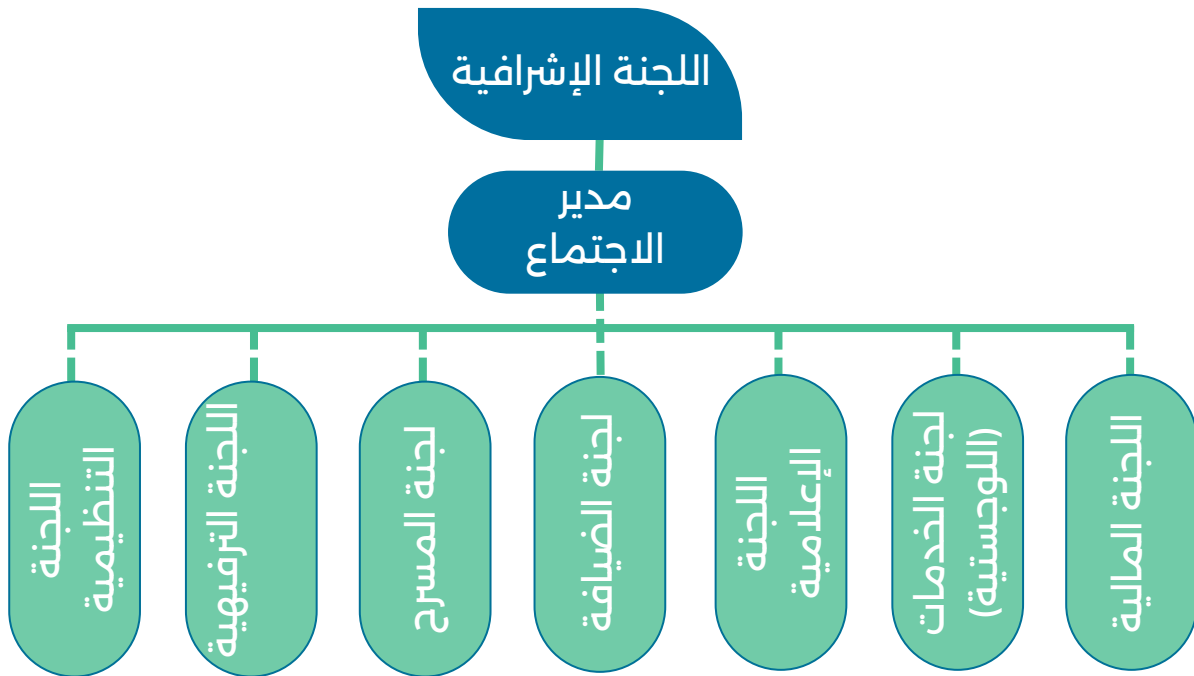 اللجنة الإشرافية
مدير
الاجتماع
اللجنة المالية
لجنة الخدمات
(اللوجستية)
اللجنة
الإعلامية
لجنة الضيافة
لجنة المسرح
اللجنة الترفيهية
اللجنة
التنظيمية